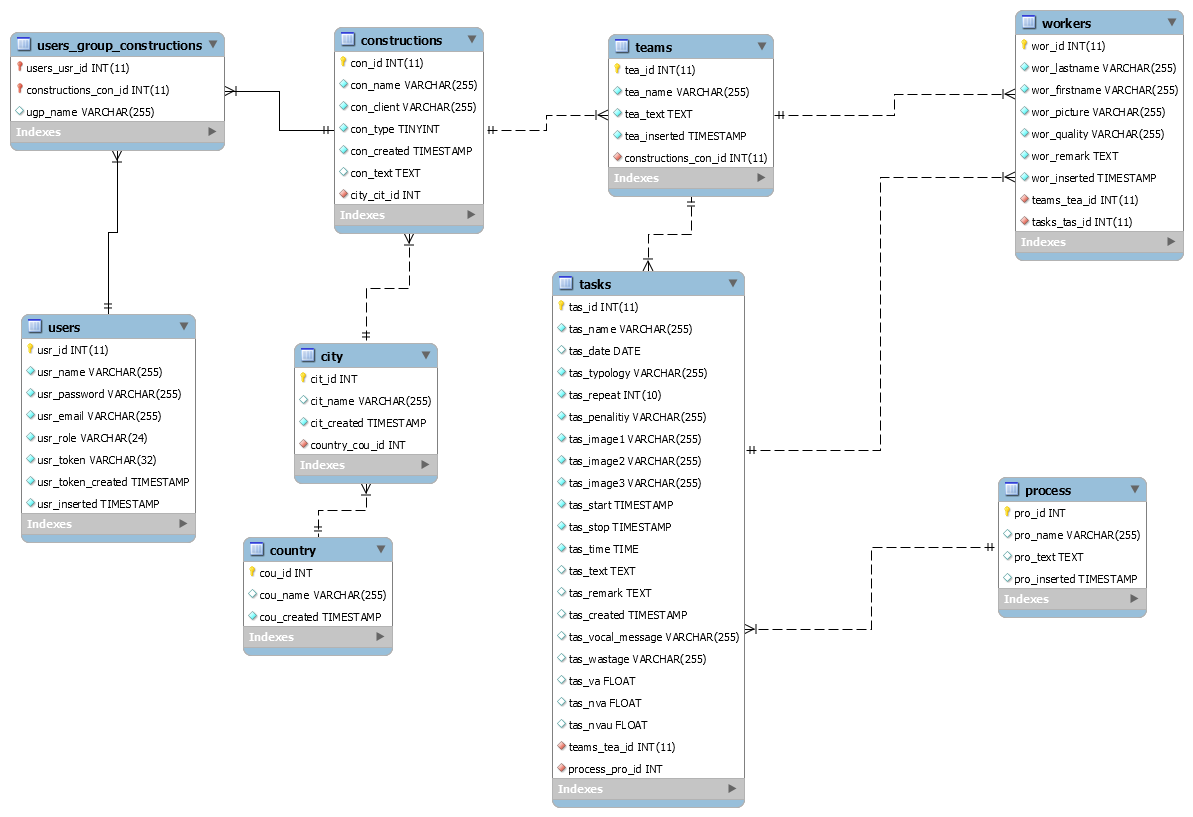 users_group_constructions
users_usr_id INT(11)
constructions_con_id INT(11)
ugp_name VARCHAR(255)
Indexes
constructions
con_id INT(11)
con_name VARCHAR(255)
con_client VARCHAR(255)
con_type TINYINT
con_created TIMESTAMP
con_text TEXT
city_cit_id INT
Indexes
teams
tea_id INT(11)
tea_name VARCHAR(255)
tea_text TEXT
tea_inserted TIMESTAMP
constructions_con_id INT(11)
Indexes
workers
wor_id INT(11)
wor_lastname VARCHAR(255)
wor_firstname VARCHAR(255)
wor_picture VARCHAR(255)
wor_quality VARCHAR(255)
wor_remark TEXT
wor_inserted TIMESTAMP
teams_tea_id INT(11)
tasks_tas_id INT(11)
Indexes
users
usr_id INT(11)
usr_name VARCHAR(255)
usr_password VARCHAR(255)
usr_email VARCHAR(255)
usr_role VARCHAR(24)
usr_token VARCHAR(32)
usr_token_created TIMESTAMP
usr_inserted TIMESTAMP
Indexes
city
cit_id INT
cit_name VARCHAR(255)
cit_created TIMESTAMP
country_cou_id INT
Indexes
country
cou_id INT
cou_name VARCHAR(255)
cou_created TIMESTAMP
Indexes
tasks
tas_id INT(11)
tas_name VARCHAR(255)
tas_date DATE
tas_typology VARCHAR(255)
tas_repeat INT(10)
tas_penalitiy VARCHAR(255)
tas_image1 VARCHAR(255)
tas_image2 VARCHAR(255)
tas_image3 VARCHAR(255)
tas_start TIMESTAMP
tas_stop TIMESTAMP
tas_time TIME
tas_text TEXT
tas_remark TEXT
tas_created TIMESTAMP
tas_vocal_message VARCHAR(255)
tas_wastage VARCHAR(255)
tas_va FLOAT
tas_nva FLOAT
tas_nvau FLOAT
teams_tea_id INT(11)
process_pro_id INT
Indexes
process
pro_id INT
pro_name VARCHAR(255)
pro_text TEXT
pro_inserted TIMESTAMP
Indexes